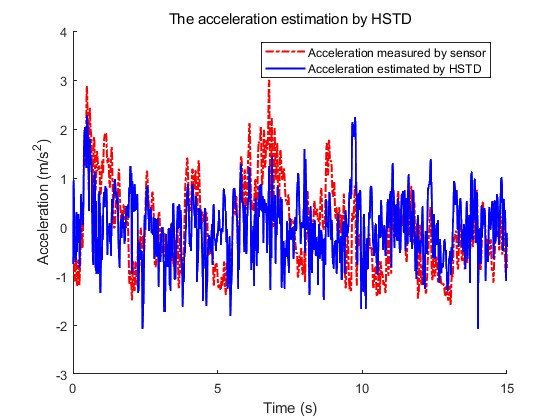 The acceleration estimation by HSTD
Acceleration measured by sensor
Acceleration estimated by HSTD
Acceleration (m/s²)
4
3
2
1
0
-1
-2
-3
0
5
10
15
Time (s)